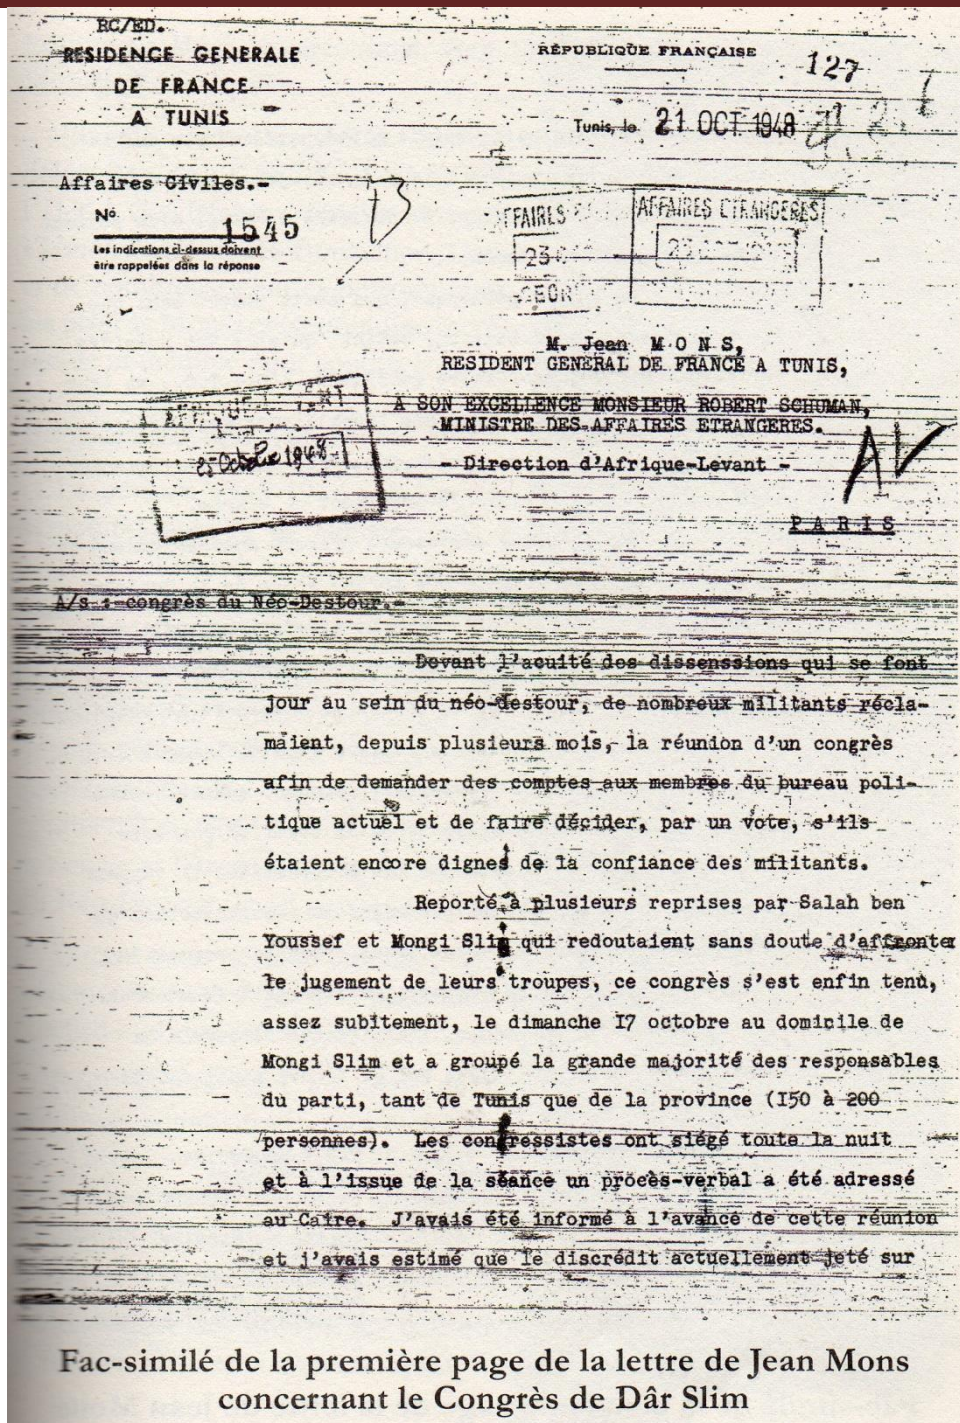 RC/ED.
RESIDENCE GENERALE
DE FRANCE
A TUNIS
RÉPUBLIQUE FRANÇAISE
127
Tunis, le 21 OCT 1948
Affaires Civiles.-
No 1545
Les indications ci-dessus doivent
être rappelées dans la réponse
AFFAIRES ETRANGERES
M. Jean M O N S,
RESIDENT GENERAL DE FRANCE A TUNIS,
A SON EXCELLENCE MONSIEUR ROBERT SCHUMAN,
MINISTRE DES AFFAIRES ETRANGERES.
- Direction d'Afrique-Levant -
25 Octobre 1948
P A R I S
A/s : congrès du Néo-Destour.-
Devant l'acuité des dissenssions qui se font
jour au sein du néo-destour, de nombreux militants récla-
maient, depuis plusieurs mois, la réunion d'un congrès
afin de demander des comptes aux membres du bureau poli-
tique actuel et de faire décider, par un vote, s'ils
étaient encore dignes de la confiance des militants.
Reporté à plusieurs reprises par Salah ben
Youssef et Mongi Slim qui redoutaient sans doute d'affronter
le jugement de leurs troupes, ce congrès s'est enfin tenu,
assez subitement, le dimanche I7 octobre au domicile de
Mongi Slim et a groupé la grande majorité des responsables
du parti, tant de Tunis que de la province (I50 à 200
personnes). Les congressistes ont siégé toute la nuit
et à l'issue de la séance un procès-verbal a été adressé
au Caire. J'avais été informé à l'avance de cette réunion
et j'avais estimé que le discrédit actuellement jeté sur
Fac-similé de la première page de la lettre de Jean Mons
concernant le Congrès de Dâr Slim